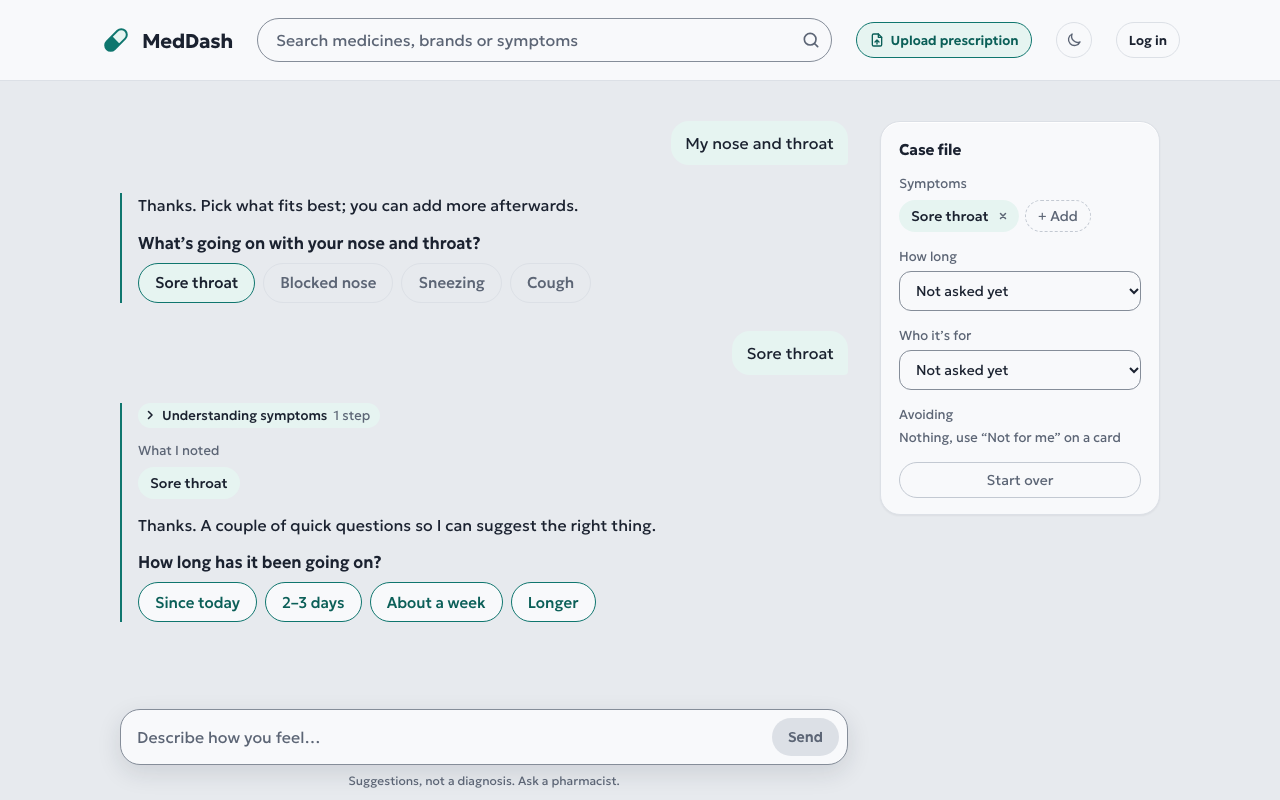 MedDash
Search medicines, brands or symptoms
Upload prescription
Log in
My nose and throat
Thanks. Pick what fits best; you can add more afterwards.
What’s going on with your nose and throat?
Sore throat
Blocked nose
Sneezing
Cough
Sore throat
Understanding symptoms 1 step
What I noted
Sore throat
Thanks. A couple of quick questions so I can suggest the right thing.
How long has it been going on?
Since today
2–3 days
About a week
Longer
Describe how you feel…
Send
Suggestions, not a diagnosis. Ask a pharmacist.
Case file
Symptoms
Sore throat ×
+ Add
How long
Not asked yet
Who it’s for
Not asked yet
Avoiding
Nothing, use “Not for me” on a card
Start over